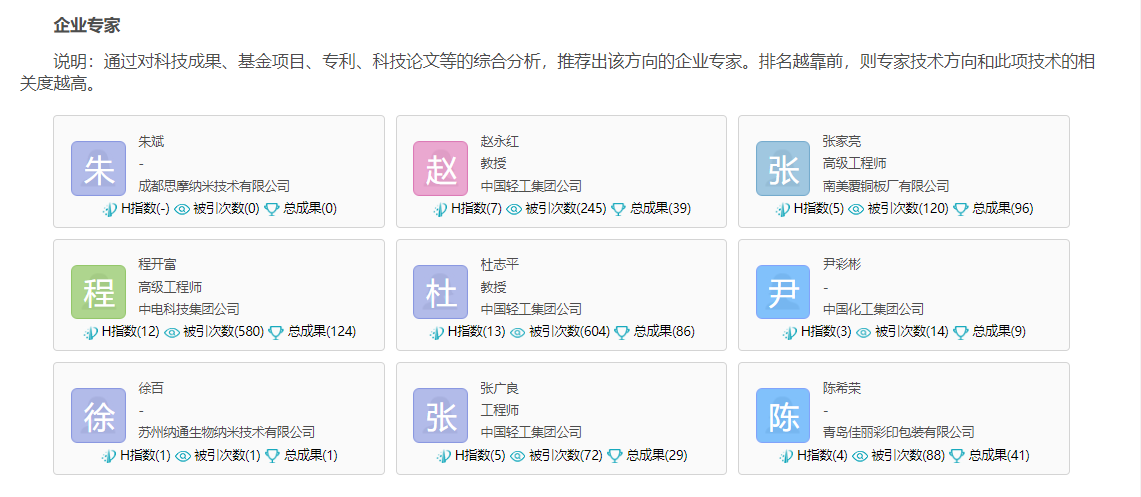 企业专家
说明：通过对科技成果、基金项目、专利、科技论文等的综合分析，推荐出该方向的企业专家。排名越靠前，则专家技术方向和此项技术的相
关度越高。
朱
朱斌
-
成都思摩纳米技术有限公司
H指数(-) 被引次数(0) 总成果(0)
赵
赵永红
教授
中国轻工集团公司
H指数(7) 被引次数(245) 总成果(39)
张
张家亮
高级工程师
南美覆铜板厂有限公司
H指数(5) 被引次数(120) 总成果(96)
程
程开富
高级工程师
中电科技集团公司
H指数(12) 被引次数(580) 总成果(124)
杜
杜志平
教授
中国轻工集团公司
H指数(13) 被引次数(604) 总成果(86)
尹
尹彩彬
-
中国化工集团公司
H指数(3) 被引次数(14) 总成果(9)
徐
徐百
-
苏州纳通生物纳米技术有限公司
H指数(1) 被引次数(1) 总成果(1)
张
张广良
工程师
中国轻工集团公司
H指数(5) 被引次数(72) 总成果(29)
陈
陈希荣
-
青岛佳丽彩印包装有限公司
H指数(4) 被引次数(88) 总成果(41)